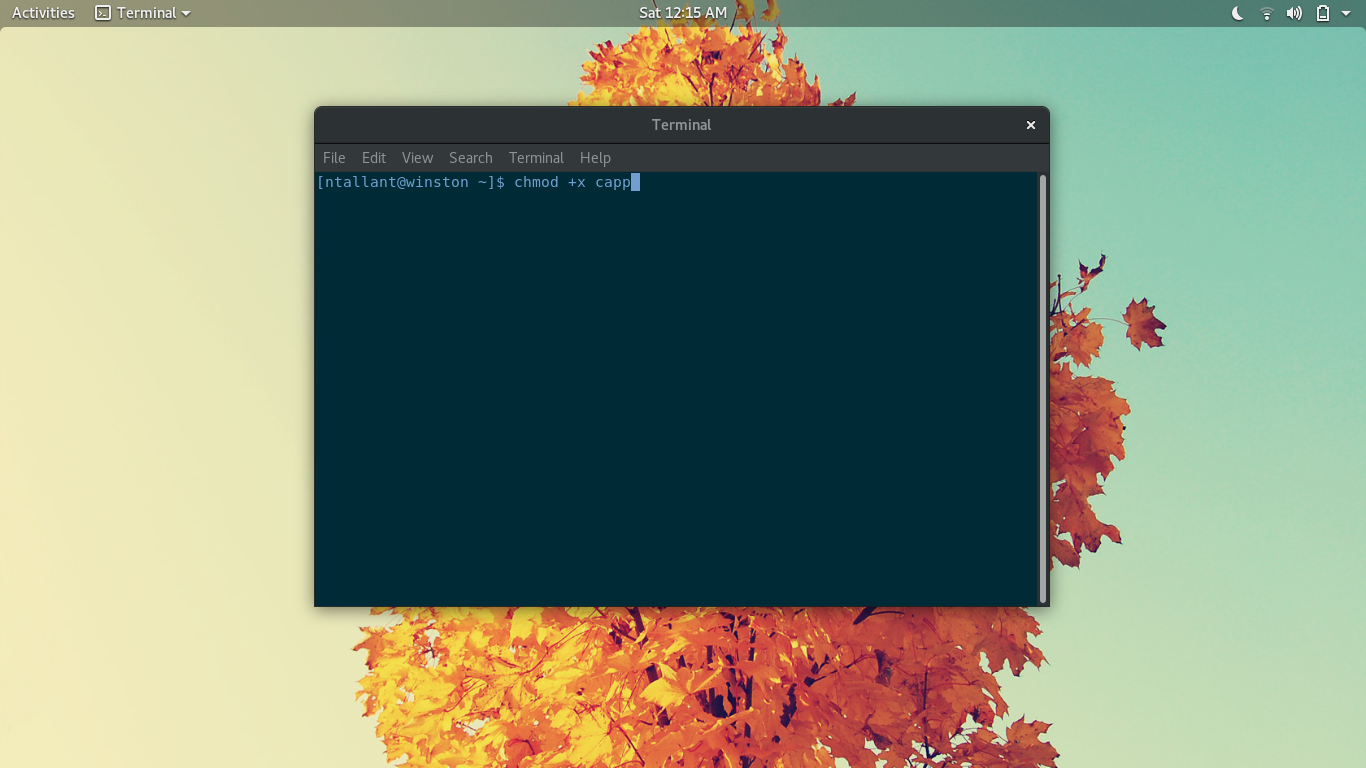 Activities Terminal Sat 12:15 AM
Terminal
File Edit View Search Terminal Help
[ntallant@winston ~]$ chmod +x capp